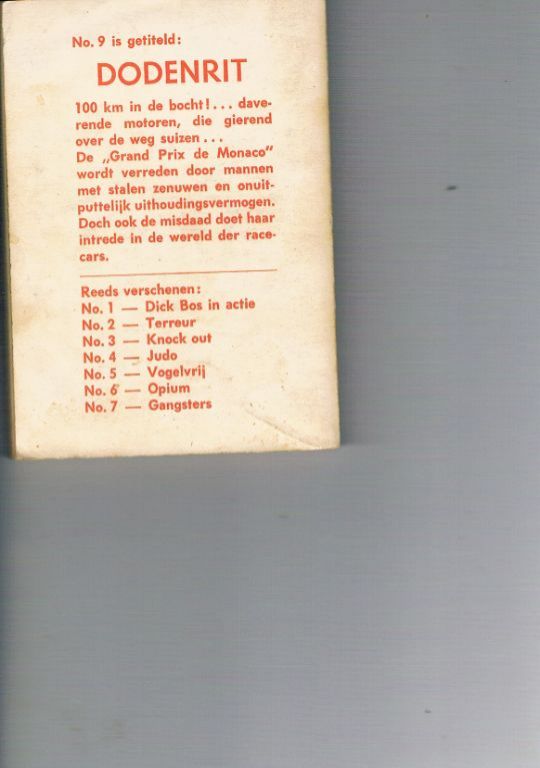 No. 9 is getiteld:
DODENRIT
100 km in de bocht!... dave-
rende motoren, die gierend
over de weg suizen...
De „Grand Prix de Monaco”
wordt verreden door mannen
met stalen zenuwen en onuit-
puttelijk uithoudingsvermogen.
Doch ook de misdaad doet haar
intrede in de wereld der race-
cars.
Reeds verschenen:
No. 1 — Dick Bos in actie
No. 2 — Terreur
No. 3 — Knock out
No. 4 — Judo
No. 5 — Vogelvrij
No. 6 — Opium
No. 7 — Gangsters